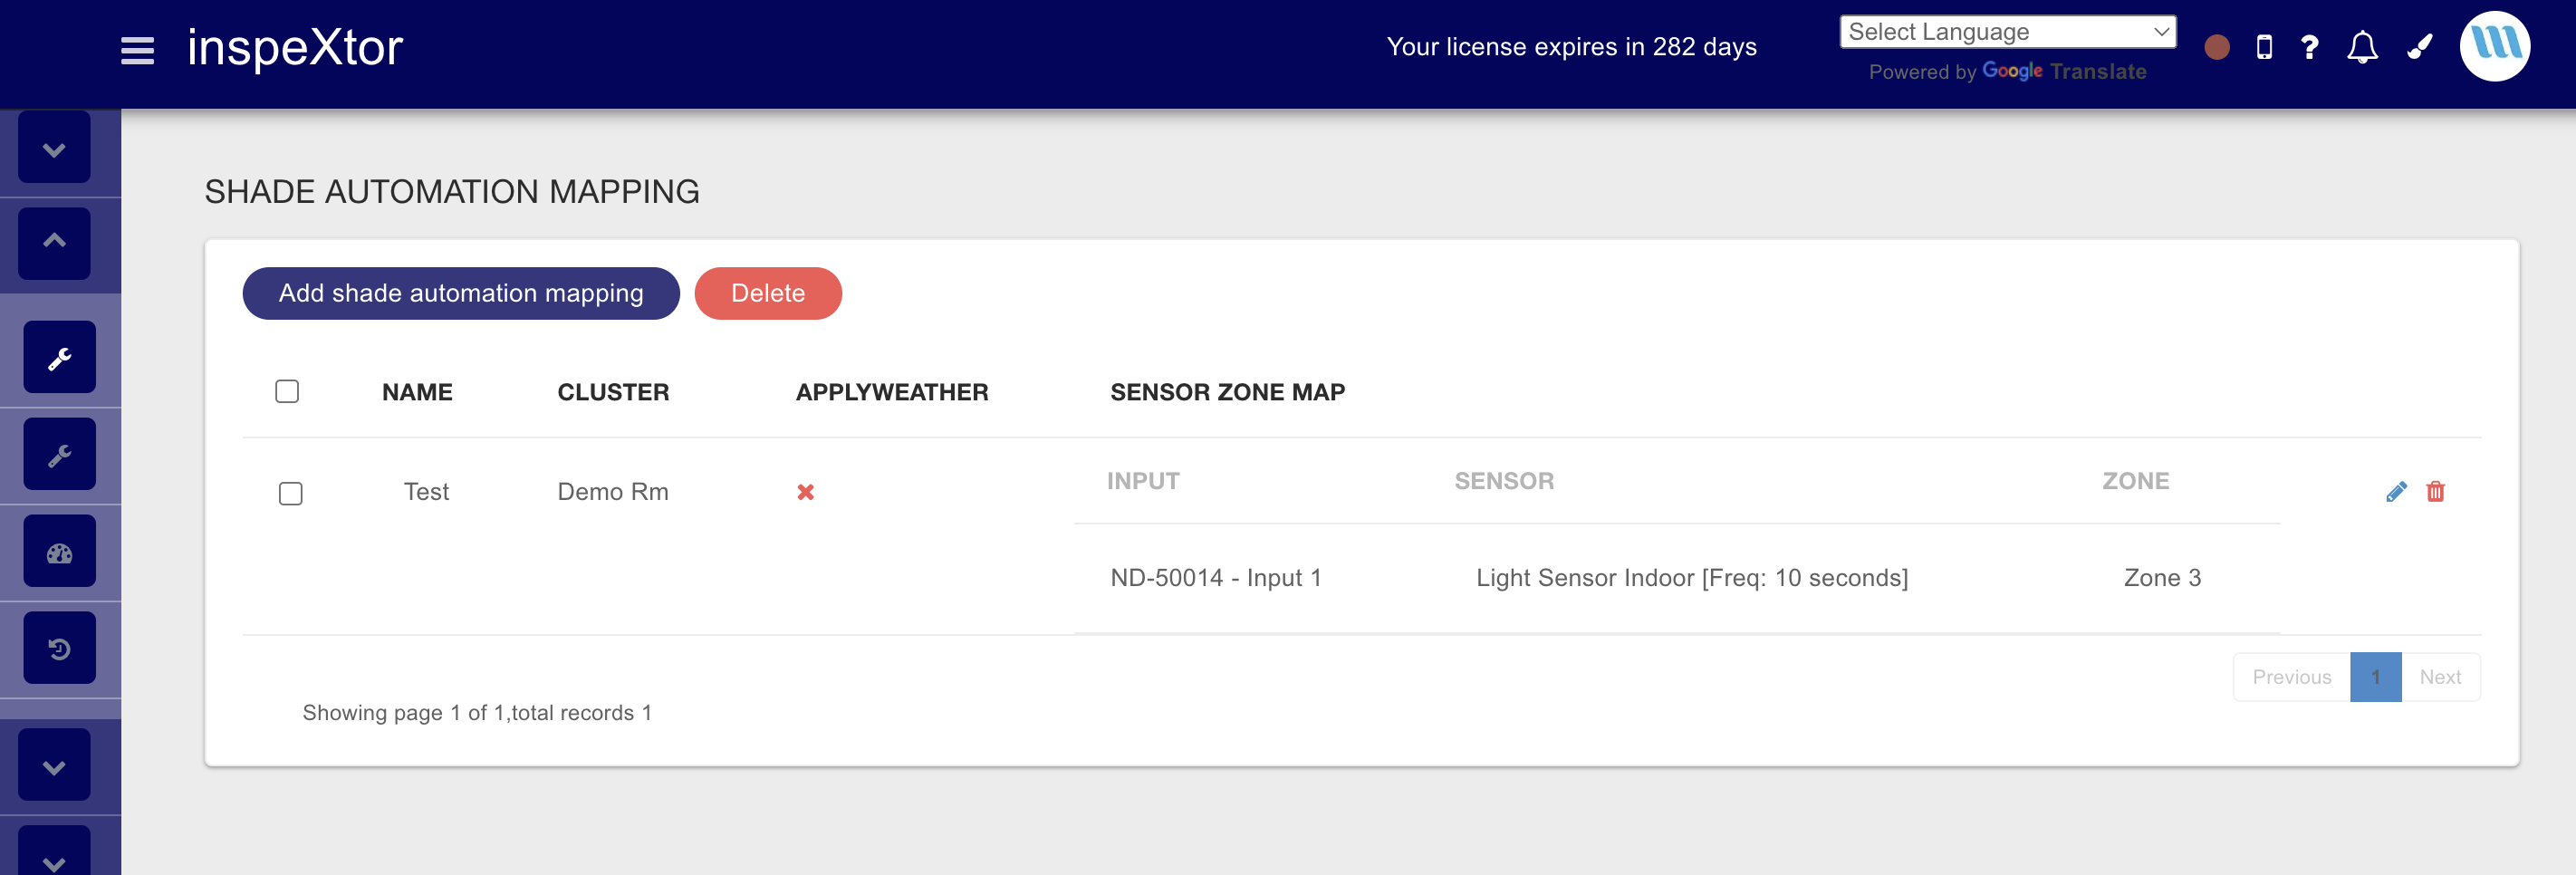 inspeXtor
Your license expires in 282 days
Select Language
Powered by Google Translate
SHADE AUTOMATION MAPPING
Add shade automation mapping
Delete
NAME CLUSTER APPLYWEATHER SENSOR ZONE MAP
INPUT SENSOR ZONE
Test Demo Rm
ND-50014 - Input 1 Light Sensor Indoor [Freq: 10 seconds] Zone 3
Previous 1 Next
Showing page 1 of 1,total records 1